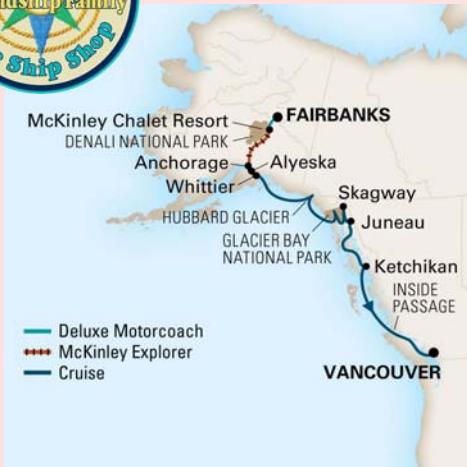 Ship Shop
McKinley Chalet Resort
FAIRBANKS
DENALI NATIONAL PARK
Anchorage
Alyeska
Whittier
Skagway
HUBBARD GLACIER
Juneau
GLACIER BAY
NATIONAL PARK
Ketchikan
INSIDE
PASSAGE
Deluxe Motorcoach
McKinley Explorer
Cruise
VANCOUVER